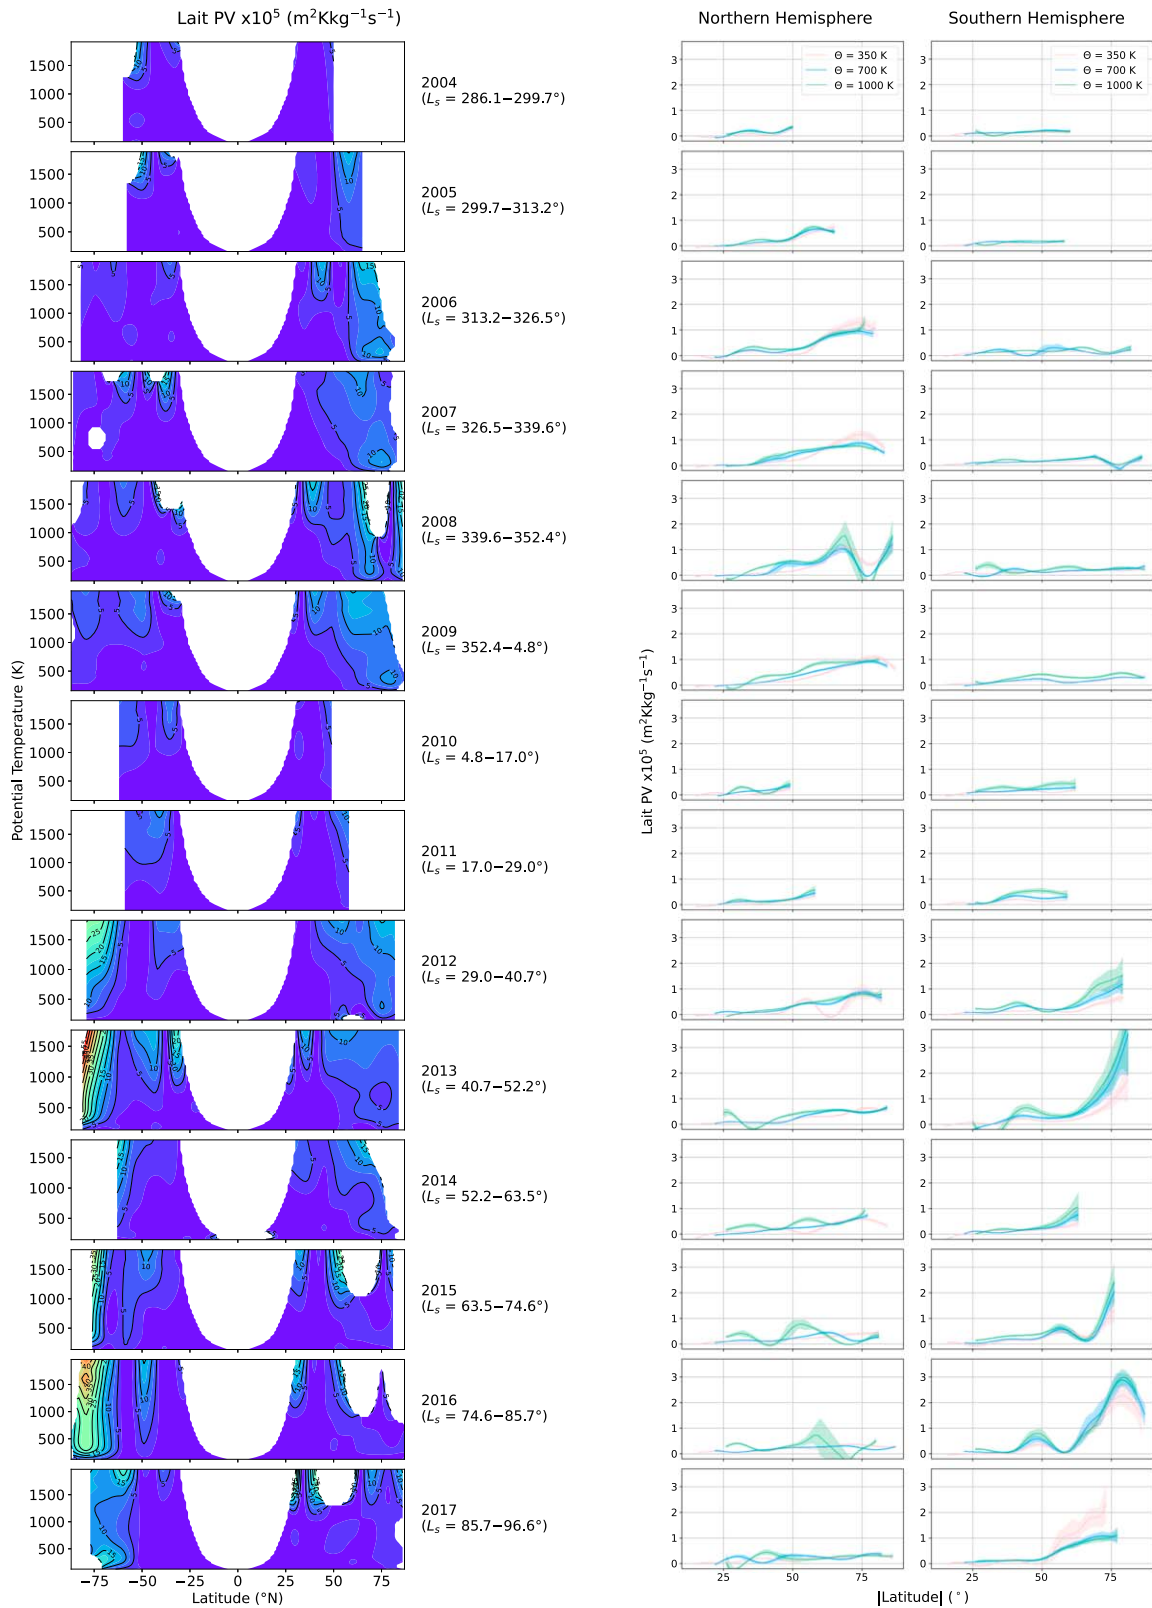 Lait PV x10⁵ (m²Kkg⁻¹s⁻¹)
Northern Hemisphere
Southern Hemisphere
Θ = 350 K
Θ = 700 K
Θ = 1000 K
Θ = 350 K
Θ = 700 K
Θ = 1000 K
2004
(Lₛ = 286.1−299.7°)
2005
(Lₛ = 299.7−313.2°)
2006
(Lₛ = 313.2−326.5°)
2007
(Lₛ = 326.5−339.6°)
2008
(Lₛ = 339.6−352.4°)
2009
(Lₛ = 352.4−4.8°)
2010
(Lₛ = 4.8−17.0°)
2011
(Lₛ = 17.0−29.0°)
2012
(Lₛ = 29.0−40.7°)
2013
(Lₛ = 40.7−52.2°)
2014
(Lₛ = 52.2−63.5°)
2015
(Lₛ = 63.5−74.6°)
2016
(Lₛ = 74.6−85.7°)
2017
(Lₛ = 85.7−96.6°)
Potential Temperature (K)
1500
1000
500
−75 −50 −25 0 25 50 75
Latitude (°N)
Lait PV x10⁵ (m²Kkg⁻¹s⁻¹)
3
2
1
0
25 50 75
25 50 75
|Latitude| (°)